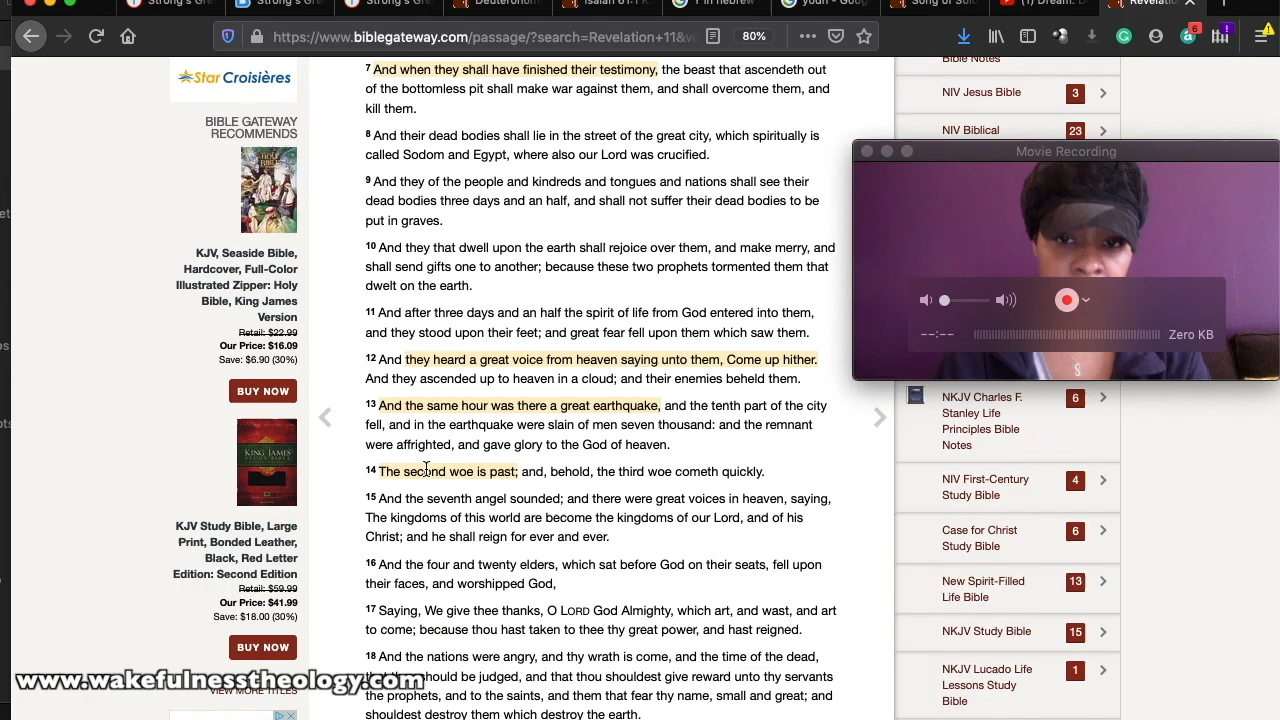 Strong's Gre
Strong's Gre
Strong's Gre
Deuteronom
Isaiah 61:1 K
Y in hebrew
Song of Solo
(1) Dream: D
Revelatio
https://www.biblegateway.com/passage/?search=Revelation+11&v
80%
6
Star Croisières
BIBLE GATEWAY
RECOMMENDS
KJV, Seaside Bible,
Hardcover, Full-Color
Illustrated Zipper: Holy
Bible, King James
Version
Retail: $22.99
Our Price: $16.09
Save: $6.90 (30%)
BUY NOW
KJV Study Bible, Large
Print, Bonded Leather,
Black, Red Letter
Edition: Second Edition
Retail: $59.99
Our Price: $41.99
Save: $18.00 (30%)
BUY NOW
VIEW MORE TITLES
7 And when they shall have finished their testimony, the beast that ascendeth out
of the bottomless pit shall make war against them, and shall overcome them, and
kill them.
8 And their dead bodies shall lie in the street of the great city, which spiritually is
called Sodom and Egypt, where also our Lord was crucified.
9 And they of the people and kindreds and tongues and nations shall see their
dead bodies three days and an half, and shall not suffer their dead bodies to be
put in graves.
10 And they that dwell upon the earth shall rejoice over them, and make merry, and
shall send gifts one to another; because these two prophets tormented them that
dwelt on the earth.
11 And after three days and an half the spirit of life from God entered into them,
and they stood upon their feet; and great fear fell upon them which saw them.
12 And they heard a great voice from heaven saying unto them, Come up hither.
And they ascended up to heaven in a cloud; and their enemies beheld them.
13 And the same hour was there a great earthquake, and the tenth part of the city
fell, and in the earthquake were slain of men seven thousand: and the remnant
were affrighted, and gave glory to the God of heaven.
14 The second woe is past; and, behold, the third woe cometh quickly.
15 And the seventh angel sounded; and there were great voices in heaven, saying,
The kingdoms of this world are become the kingdoms of our Lord, and of his
Christ; and he shall reign for ever and ever.
16 And the four and twenty elders, which sat before God on their seats, fell upon
their faces, and worshipped God,
17 Saying, We give thee thanks, O LORD God Almighty, which art, and wast, and art
to come; because thou hast taken to thee thy great power, and hast reigned.
18 And the nations were angry, and thy wrath is come, and the time of the dead,
should be judged, and that thou shouldest give reward unto thy servants
the prophets, and to the saints, and them that fear thy name, small and great; and
shouldest destroy them which destroy the earth.
Bible Notes
NIV Jesus Bible 3
NIV Biblical 23
Movie Recording
--:-- Zero KB
NKJV Charles F.
Stanley Life
Principles Bible
Notes 6
NIV First-Century
Study Bible 4
Case for Christ
Study Bible 6
New Spirit-Filled
Life Bible 13
NKJV Study Bible 15
NKJV Lucado Life
Lessons Study
Bible 1
www.wakefulnesstheology.com